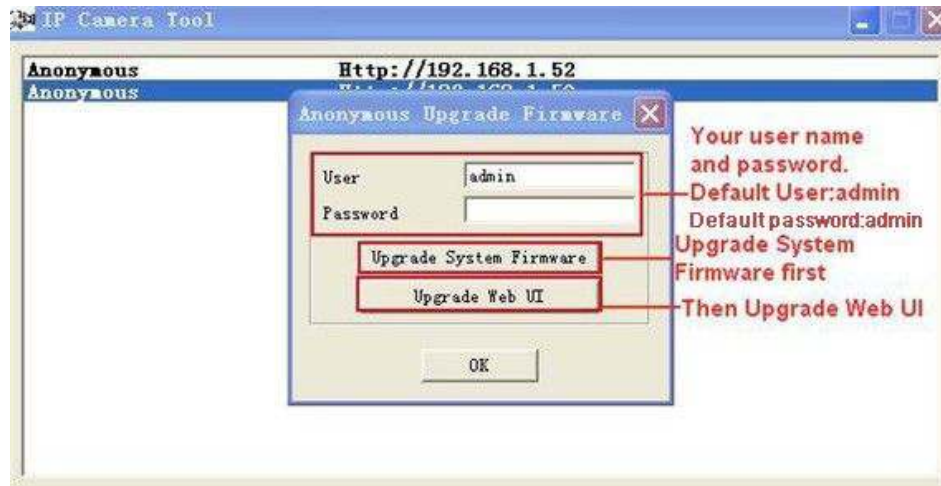 IP Camera Tool
Anonymous Http://192.168.1.52
Anonymous
Anonymous Upgrade Firmware
User admin
Password
Upgrade System Firmware
Upgrade Web UI
OK
Your user name
and password.
Default User:admin
Default password:admin
Upgrade System
Firmware first
Then Upgrade Web UI